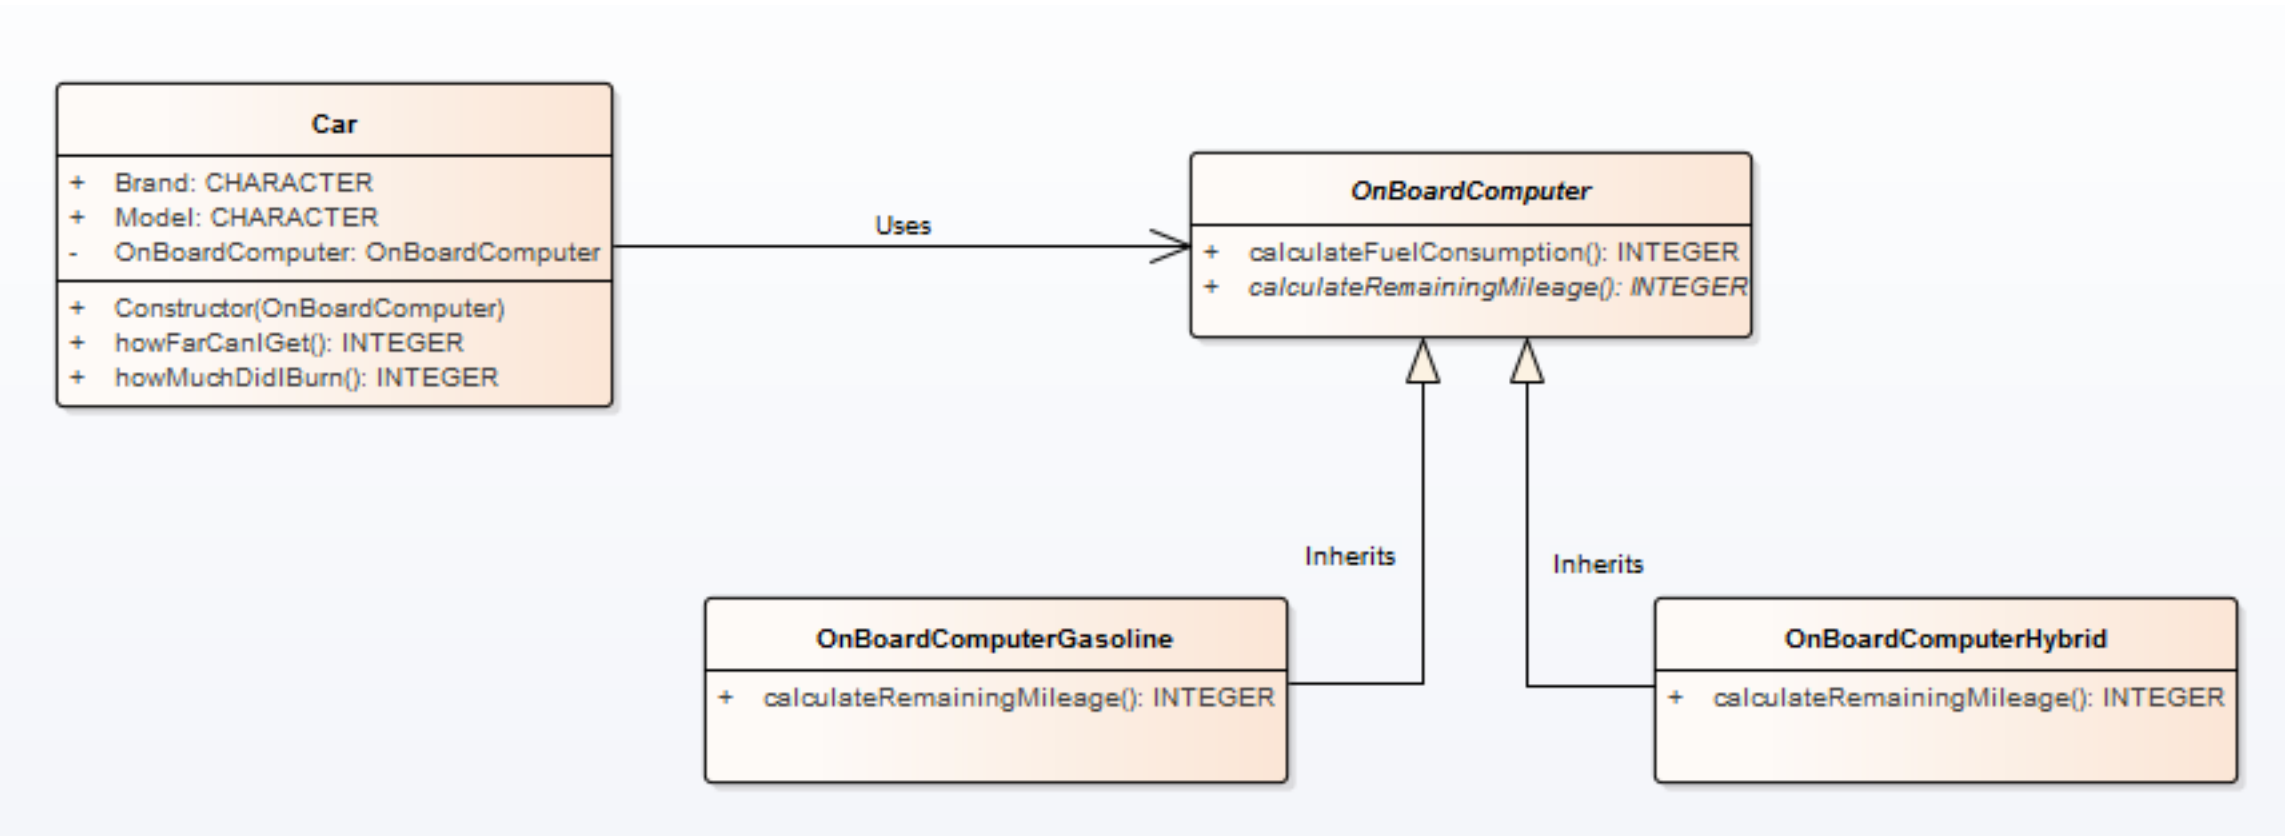 Car
+ Brand: CHARACTER
+ Model: CHARACTER
- OnBoardComputer: OnBoardComputer
+ Constructor(OnBoardComputer)
+ howFarCanIGet(): INTEGER
+ howMuchDidIBurn(): INTEGER
Uses
OnBoardComputer
+ calculateFuelConsumption(): INTEGER
+ calculateRemainingMileage(): INTEGER
Inherits
Inherits
OnBoardComputerGasoline
+ calculateRemainingMileage(): INTEGER
OnBoardComputerHybrid
+ calculateRemainingMileage(): INTEGER